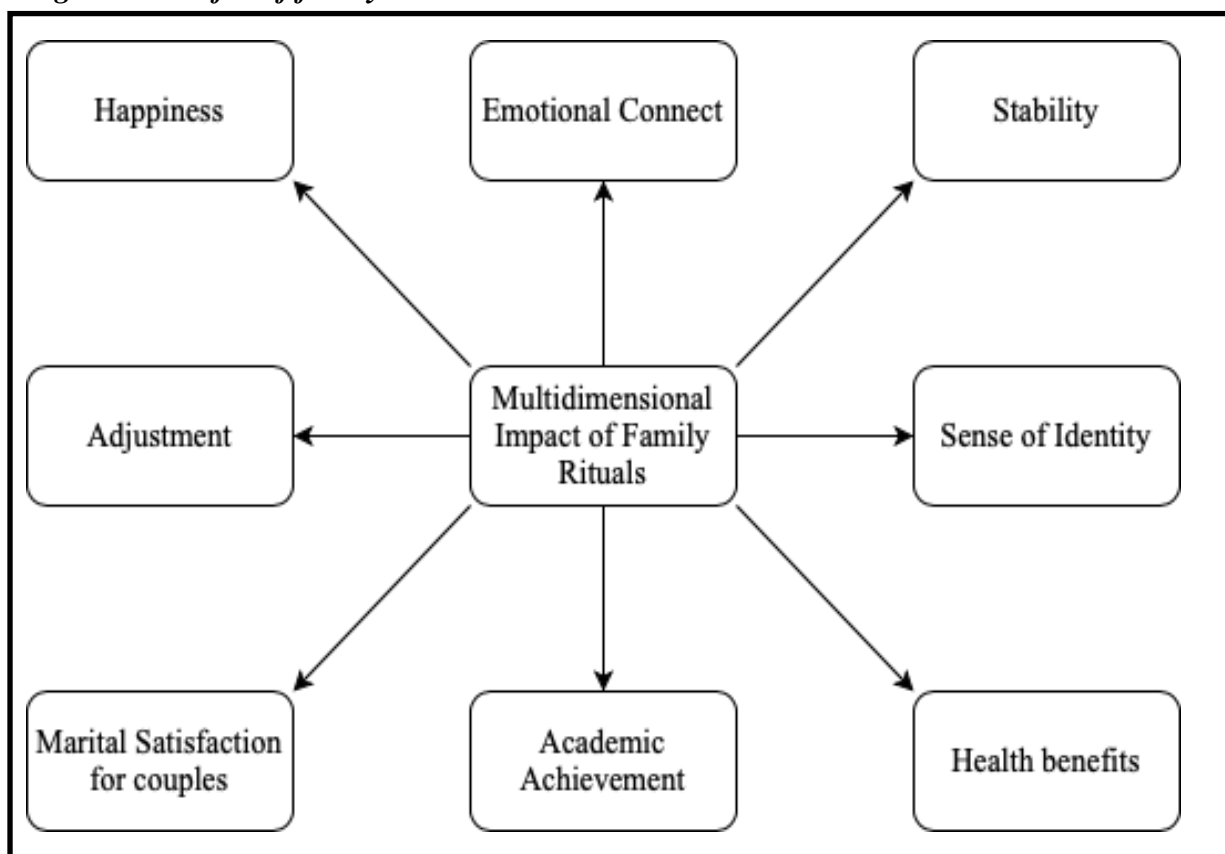 Happiness
Emotional Connect
Stability
Adjustment
Multidimensional
Impact of Family
Rituals
Sense of Identity
Marital Satisfaction
for couples
Academic
Achievement
Health benefits